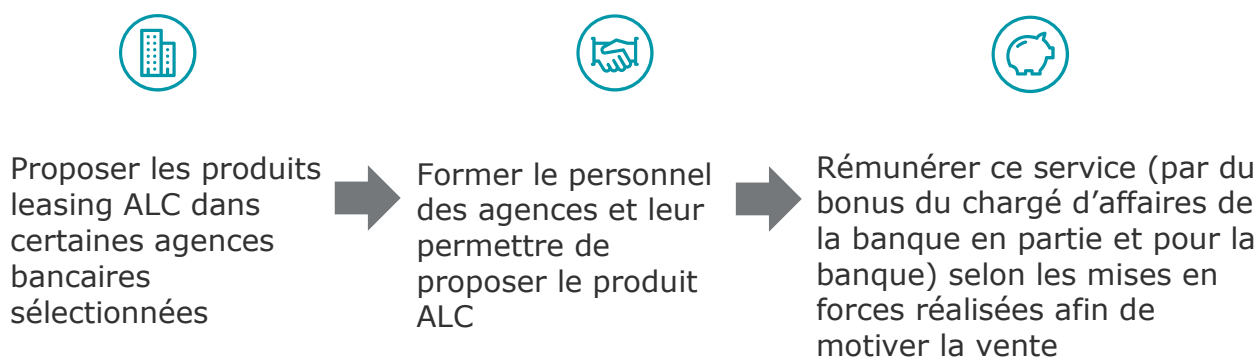 Proposer les produits
leasing ALC dans
certaines agences
bancaires
sélectionnées
Former le personnel
des agences et leur
permettre de
proposer le produit
ALC
Rémunérer ce service (par du
bonus du chargé d’affaires de
la banque en partie et pour la
banque) selon les mises en
forces réalisées afin de
motiver la vente